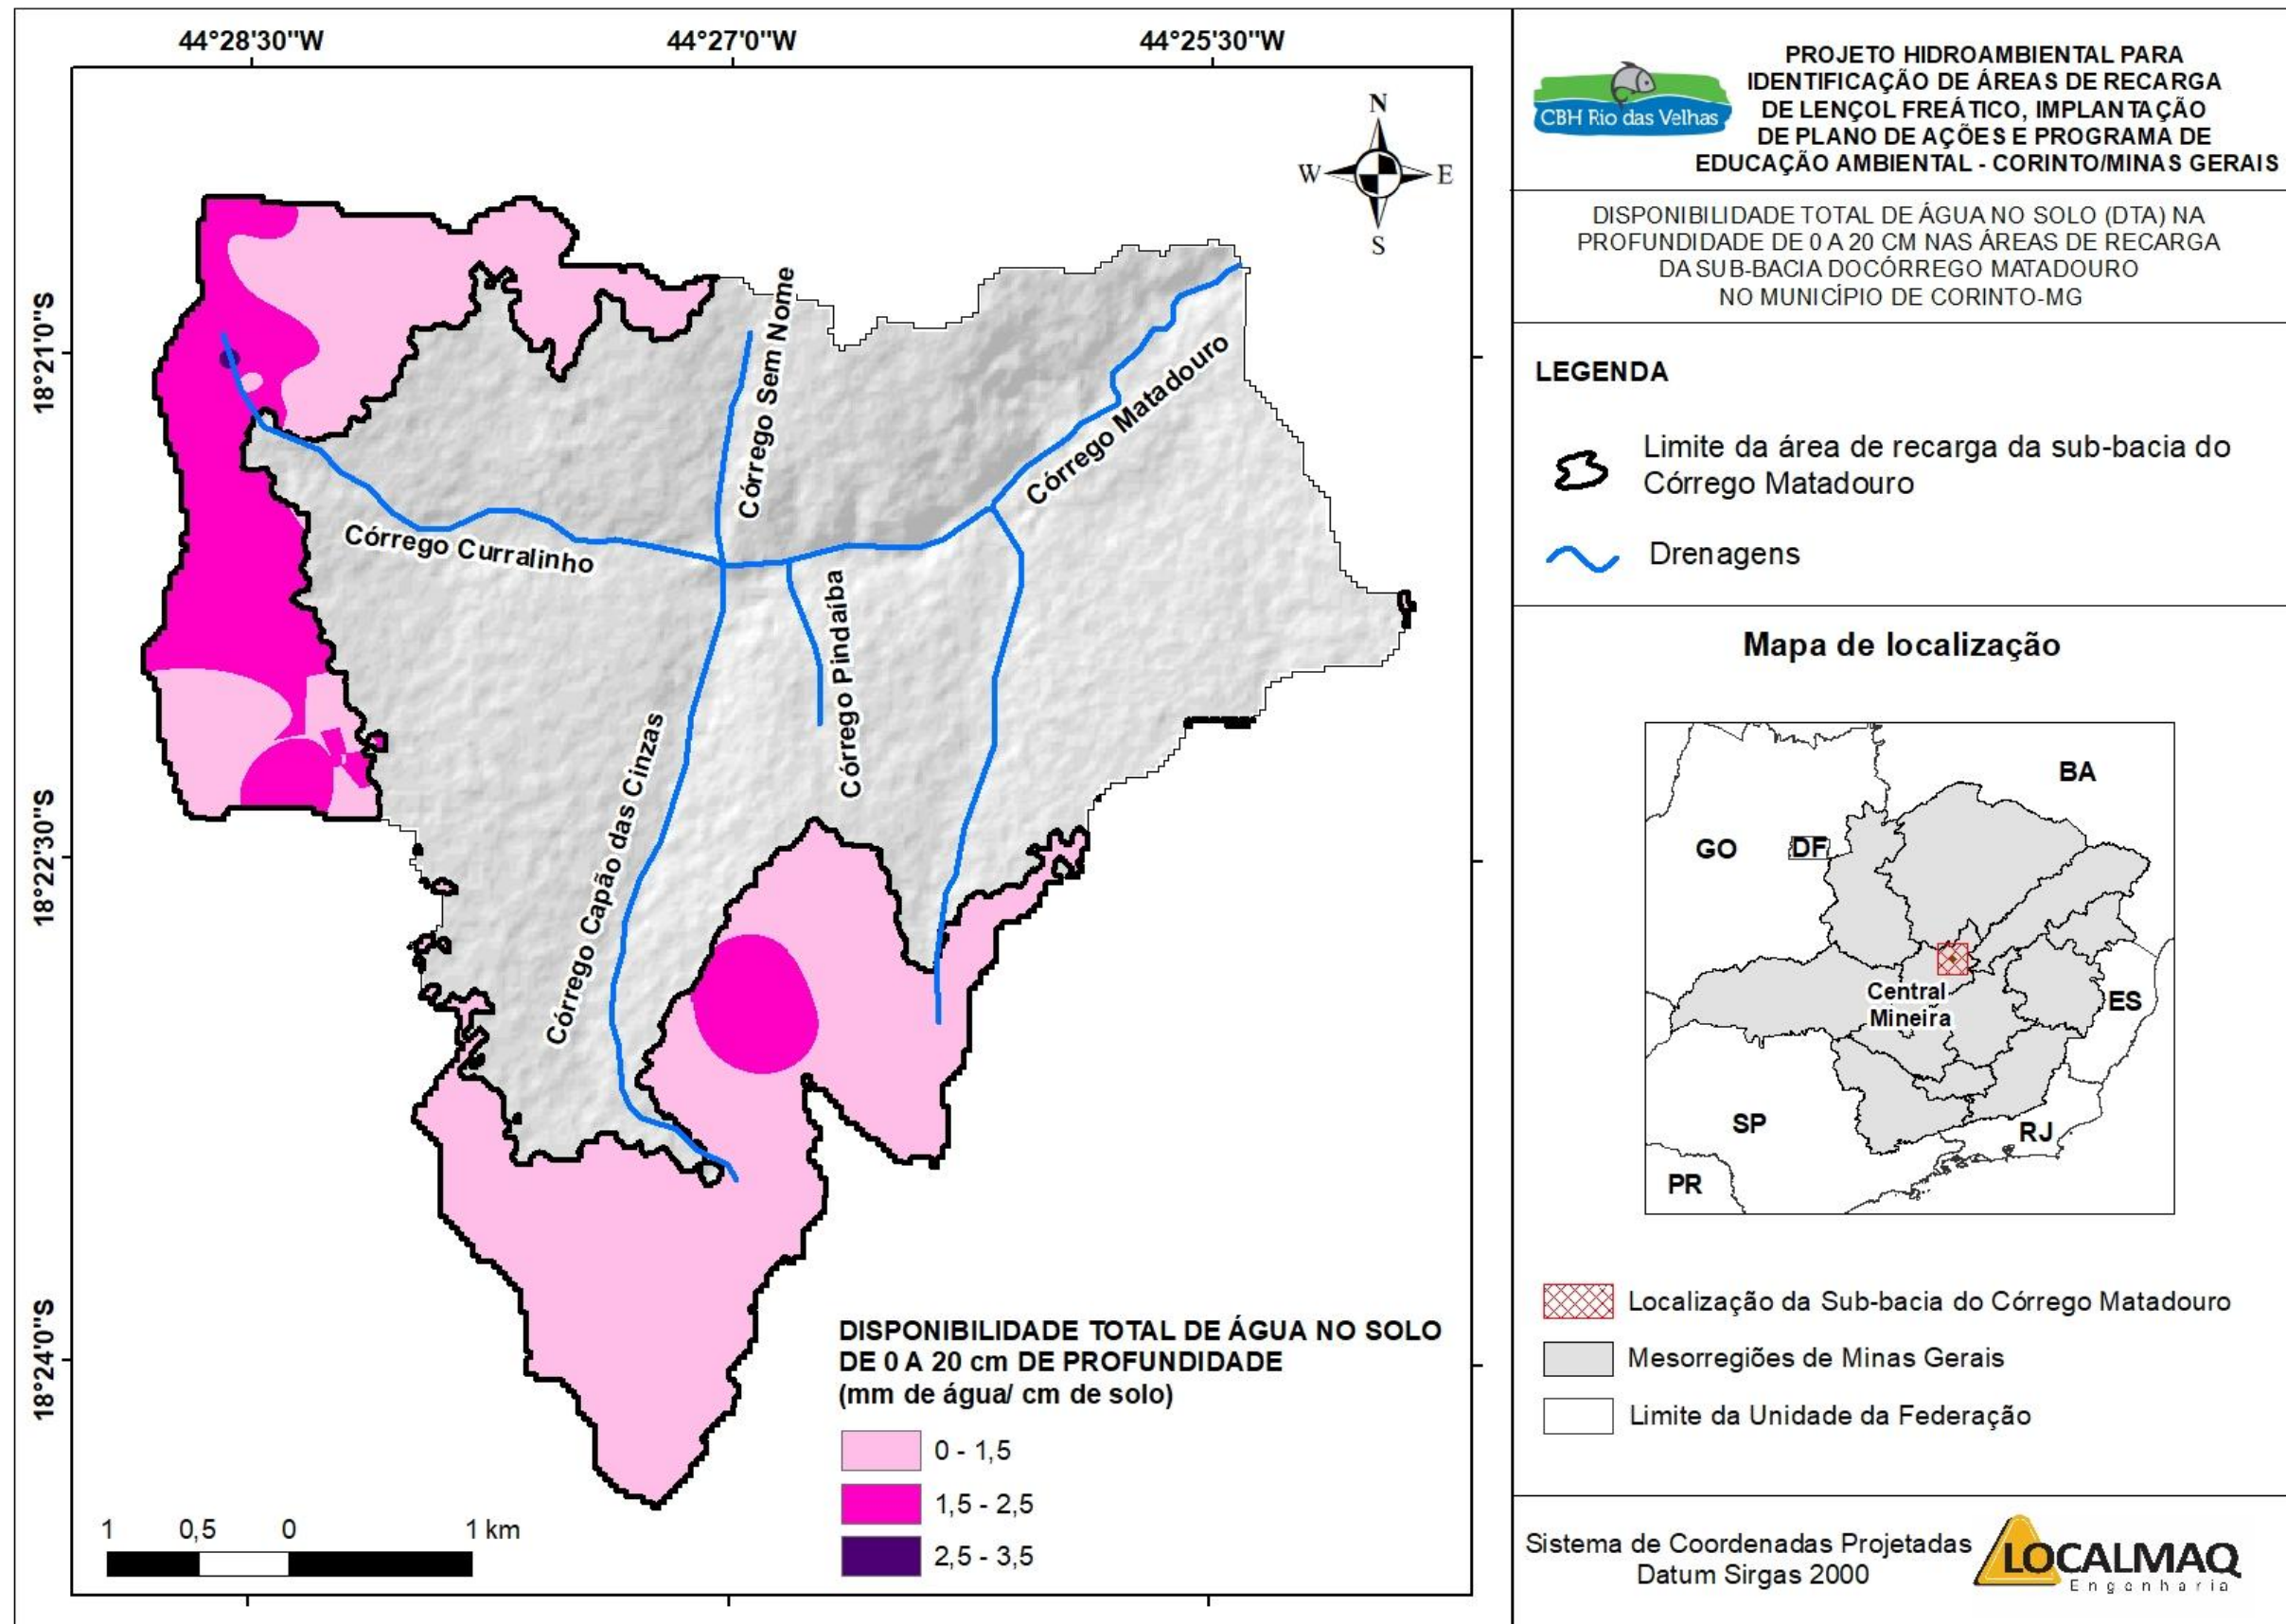 44°28'30"W
44°27'0"W
44°25'30"W
18°21'0"S
18°22'30"S
18°24'0"S
N
W
E
S
Córrego Sem Nome
Córrego Matadouro
Córrego Curralinho
Córrego Pindaíba
Córrego Capão das Cinzas
DISPONIBILIDADE TOTAL DE ÁGUA NO SOLO
DE 0 A 20 cm DE PROFUNDIDADE
(mm de água/ cm de solo)
0 - 1,5
1,5 - 2,5
2,5 - 3,5
1 0,5 0 1 km
CBH Rio das Velhas
PROJETO HIDROAMBIENTAL PARA
IDENTIFICAÇÃO DE ÁREAS DE RECARGA
DE LENÇOL FREÁTICO, IMPLANTAÇÃO
DE PLANO DE AÇÕES E PROGRAMA DE
EDUCAÇÃO AMBIENTAL - CORINTO/MINAS GERAIS
DISPONIBILIDADE TOTAL DE ÁGUA NO SOLO (DTA) NA
PROFUNDIDADE DE 0 A 20 CM NAS ÁREAS DE RECARGA
DA SUB-BACIA DOCÓRREGO MATADOURO
NO MUNICÍPIO DE CORINTO-MG
LEGENDA
Limite da área de recarga da sub-bacia do
Córrego Matadouro
Drenagens
Mapa de localização
BA
GO
DF
Central
Mineira
ES
SP
RJ
PR
Localização da Sub-bacia do Córrego Matadouro
Mesorregiões de Minas Gerais
Limite da Unidade da Federação
Sistema de Coordenadas Projetadas
Datum Sirgas 2000
LOCALMAQ
Engenharia